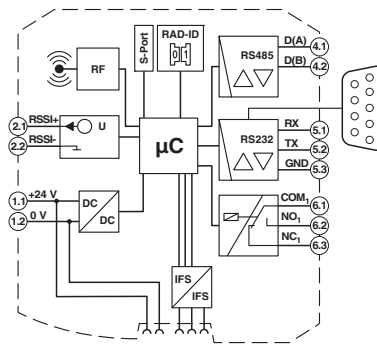 S-Port
RAD-ID
0 1
RF
RS485
D(A) 4.1
D(B) 4.2
2.1 RSSI+
2.2 RSSI-
U
µC
RS232
RX 5.1
TX 5.2
GND 5.3
1.1 +24 V
1.2 0 V
DC
DC
COM1 6.1
NO1 6.2
NC1 6.3
IFS
IFS